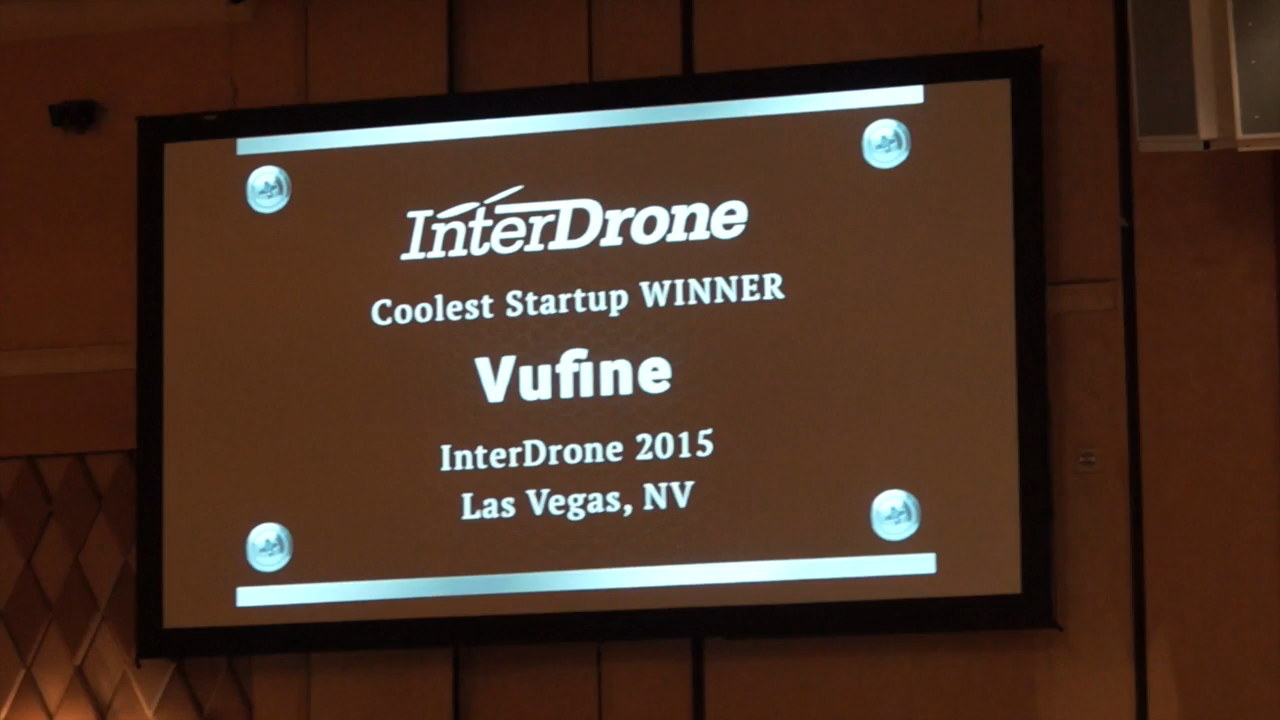 InterDrone
Coolest Startup WINNER
Vufine
InterDrone 2015
Las Vegas, NV